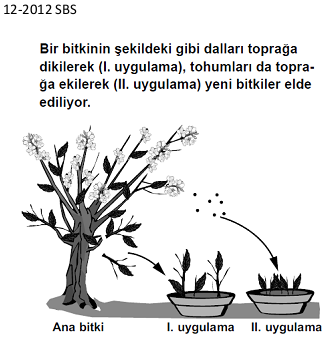 12-2012 SBS
Bir bitkinin şekildeki gibi dalları toprağa
dikilerek (I. uygulama), tohumları da topra-
ğa ekilerek (II. uygulama) yeni bitkiler elde
ediliyor.
Ana bitki I. uygulama II. uygulama